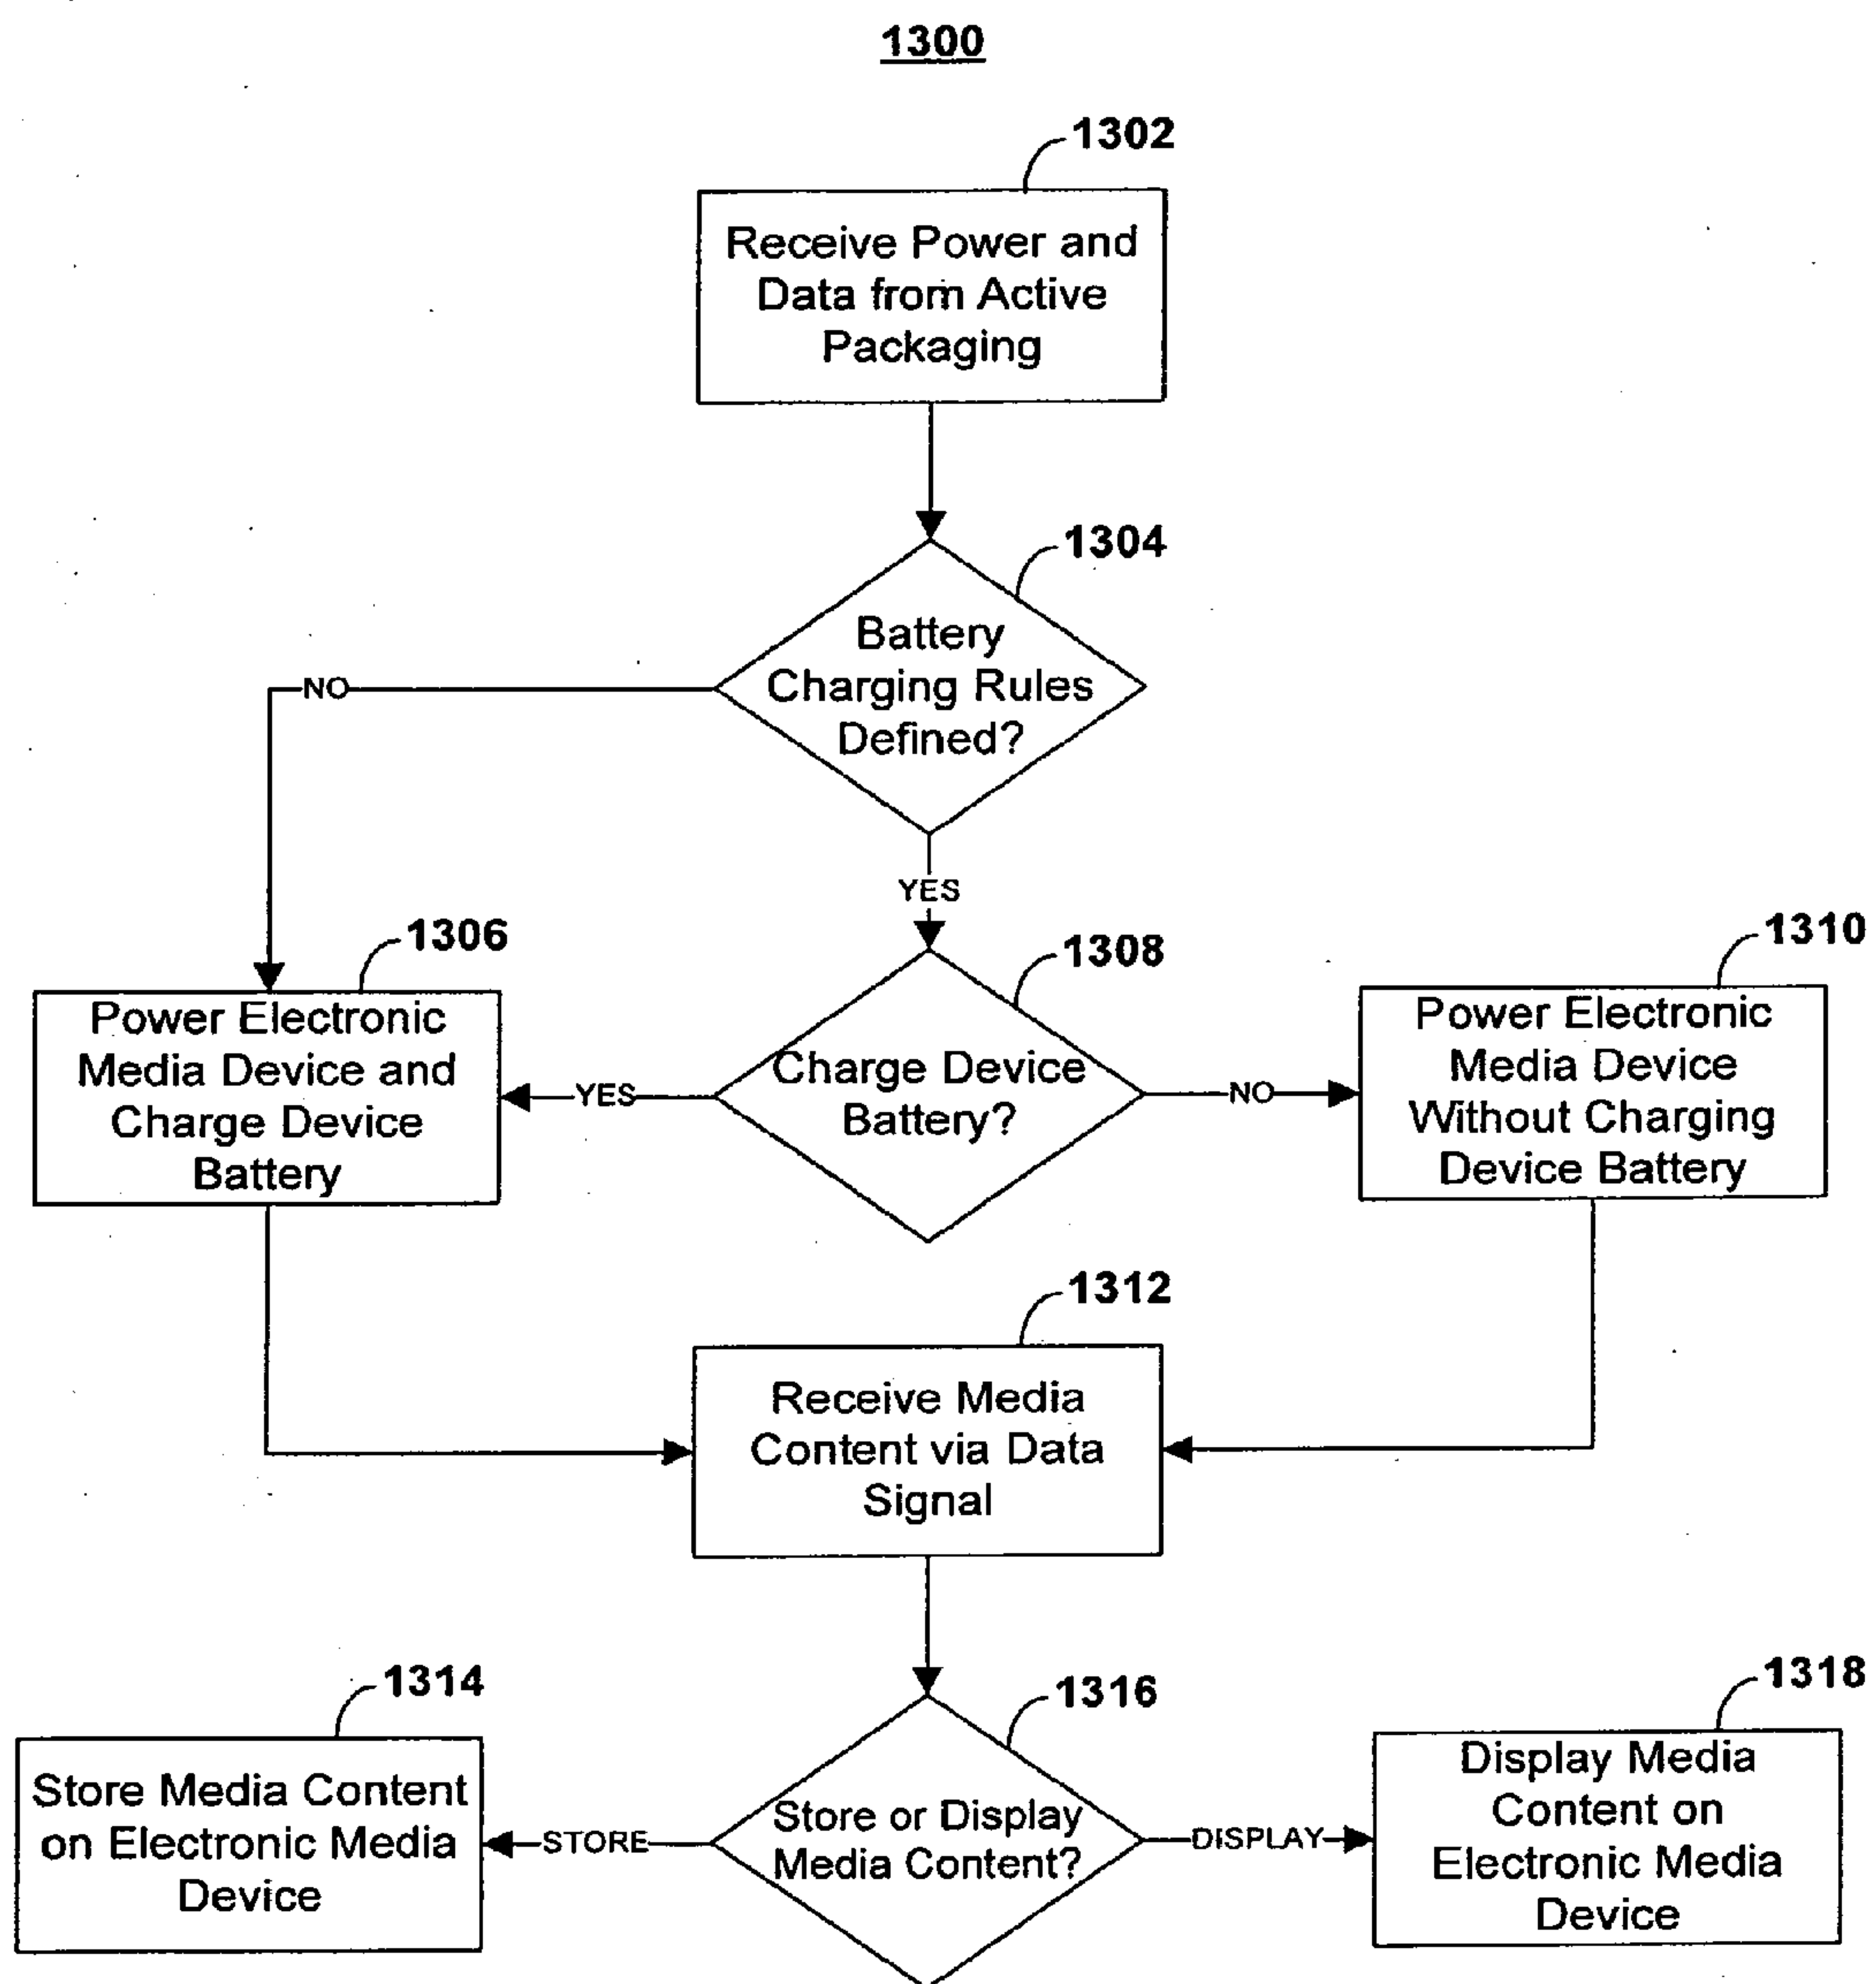 1300
1302
Receive Power and
Data from Active
Packaging
1304
Battery
Charging Rules
Defined?
NO
YES
1306
Power Electronic
Media Device and
Charge Device
Battery
1308
Charge Device
Battery?
YES
NO
1310
Power Electronic
Media Device
Without Charging
Device Battery
1312
Receive Media
Content via Data
Signal
1314
Store Media Content
on Electronic Media
Device
1316
Store or Display
Media Content?
STORE
DISPLAY
1318
Display Media
Content on
Electronic Media
Device